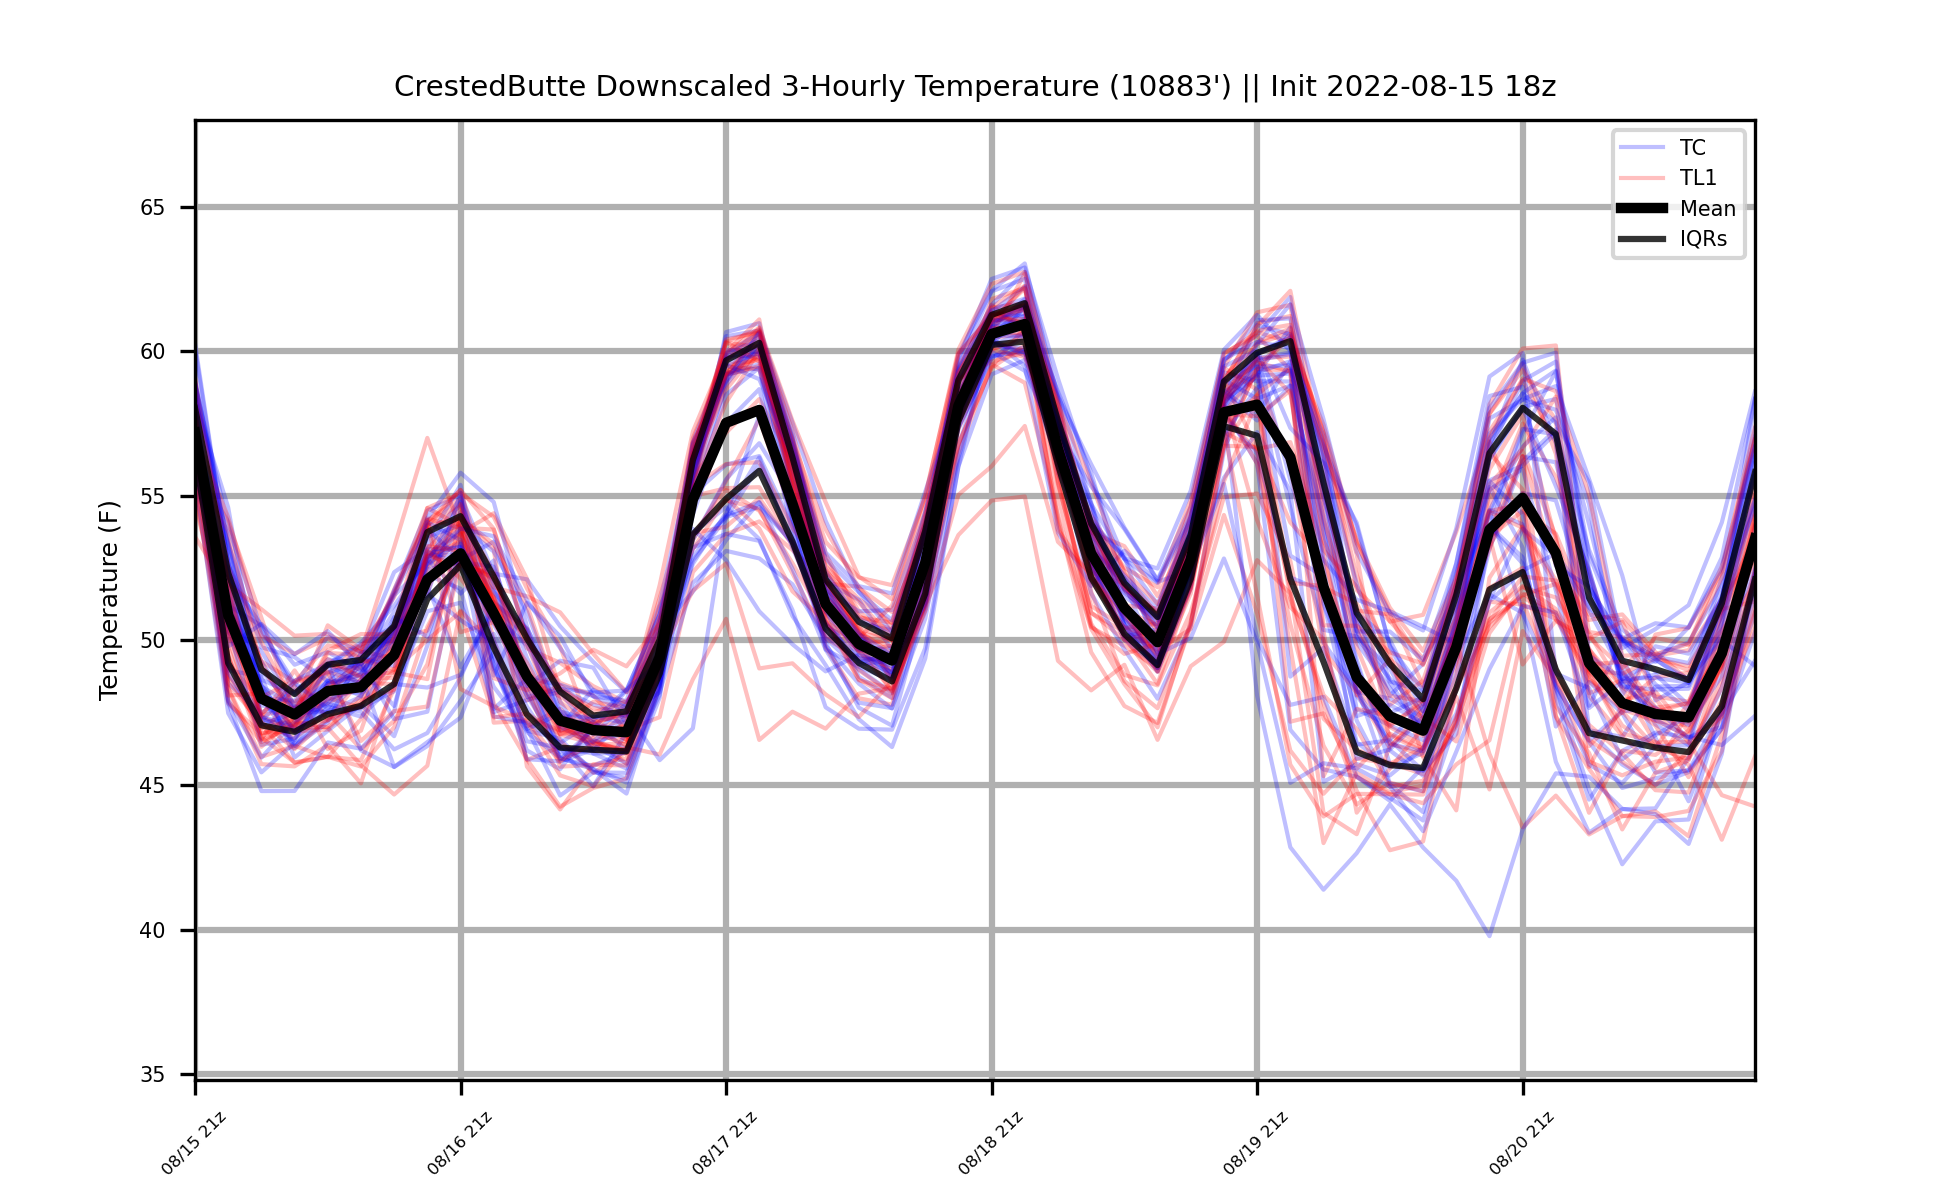 CrestedButte Downscaled 3-Hourly Temperature (10883') || Init 2022-08-15 18z
TC
TL1
Mean
IQRs
Temperature (F)
65
60
55
50
45
40
35
08/15 21z
08/16 21z
08/17 21z
08/18 21z
08/19 21z
08/20 21z